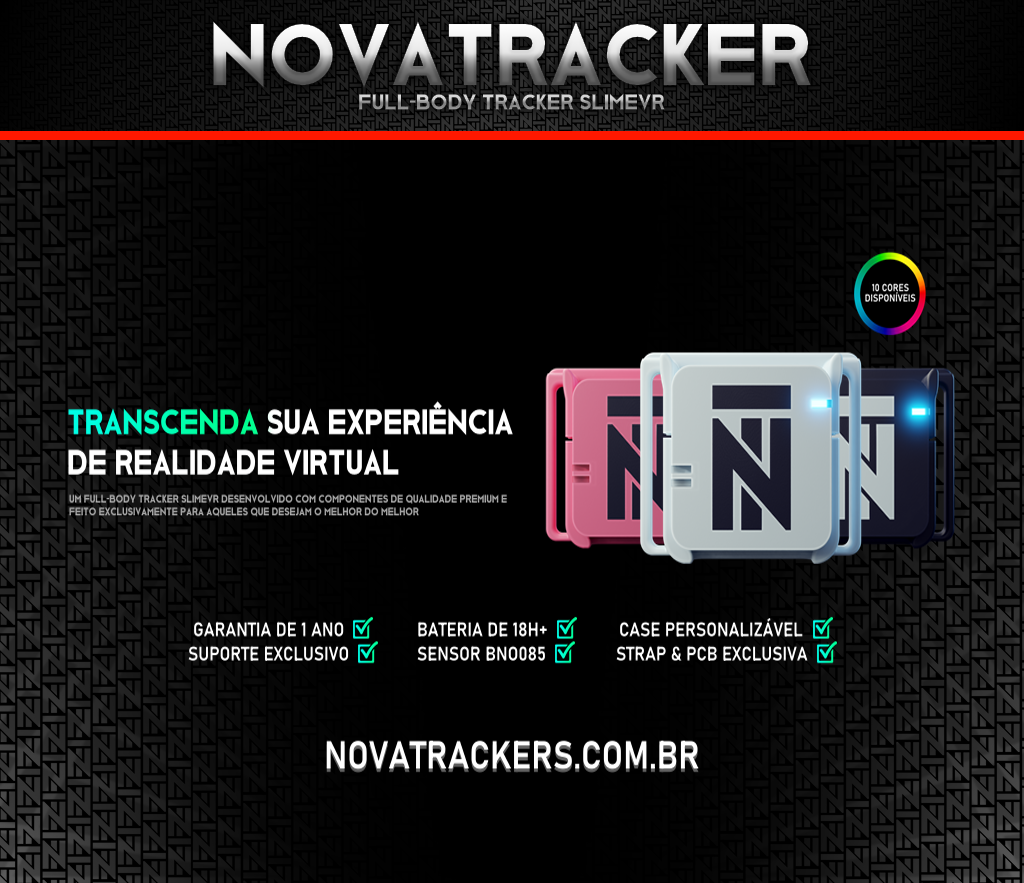 NOVATRACKER
FULL-BODY TRACKER SLIMEVR
10 CORES
DISPONÍVEIS
TRANSCENDA SUA EXPERIÊNCIA
DE REALIDADE VIRTUAL
UM FULL-BODY TRACKER SLIMEVR DESENVOLVIDO COM COMPONENTES DE QUALIDADE PREMIUM E
FEITO EXCLUSIVAMENTE PARA AQUELES QUE DESEJAM O MELHOR DO MELHOR
GARANTIA DE 1 ANO
SUPORTE EXCLUSIVO
BATERIA DE 18H+
SENSOR BNO085
CASE PERSONALIZÁVEL
STRAP & PCB EXCLUSIVA
NOVATRACKERS.COM.BR